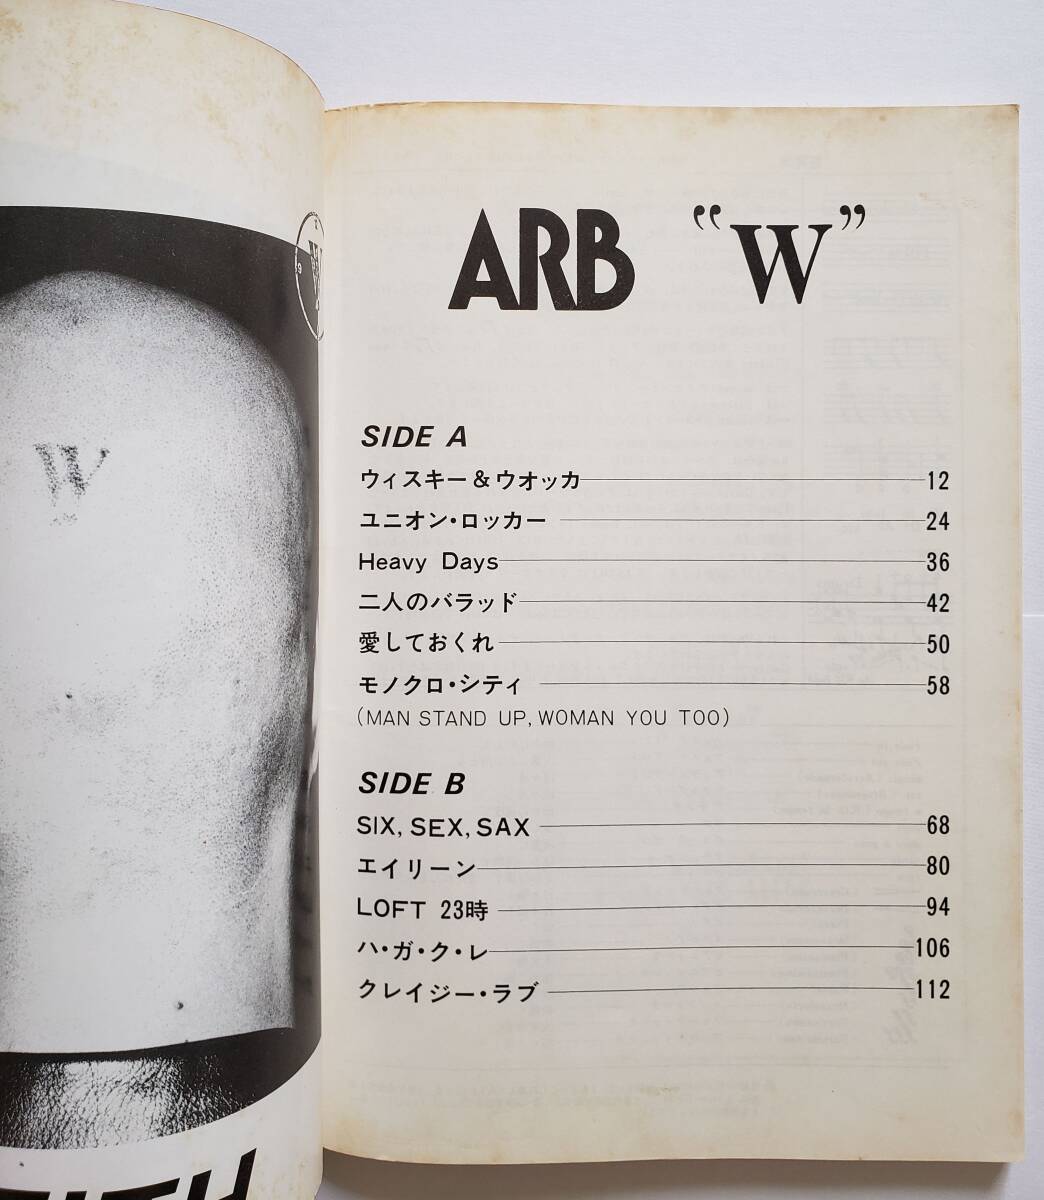 W
ARB “W”
SIDE A
ウィスキー&ウオッカ 12
ユニオン・ロッカー 24
Heavy Days 36
二人のバラッド 42
愛しておくれ 50
モノクロ・シティ 58
(MAN STAND UP, WOMAN YOU TOO)
SIDE B
SIX, SEX, SAX 68
エイリーン 80
LOFT 23時 94
ハ・ガ・ク・レ 106
クレイジー・ラブ 112